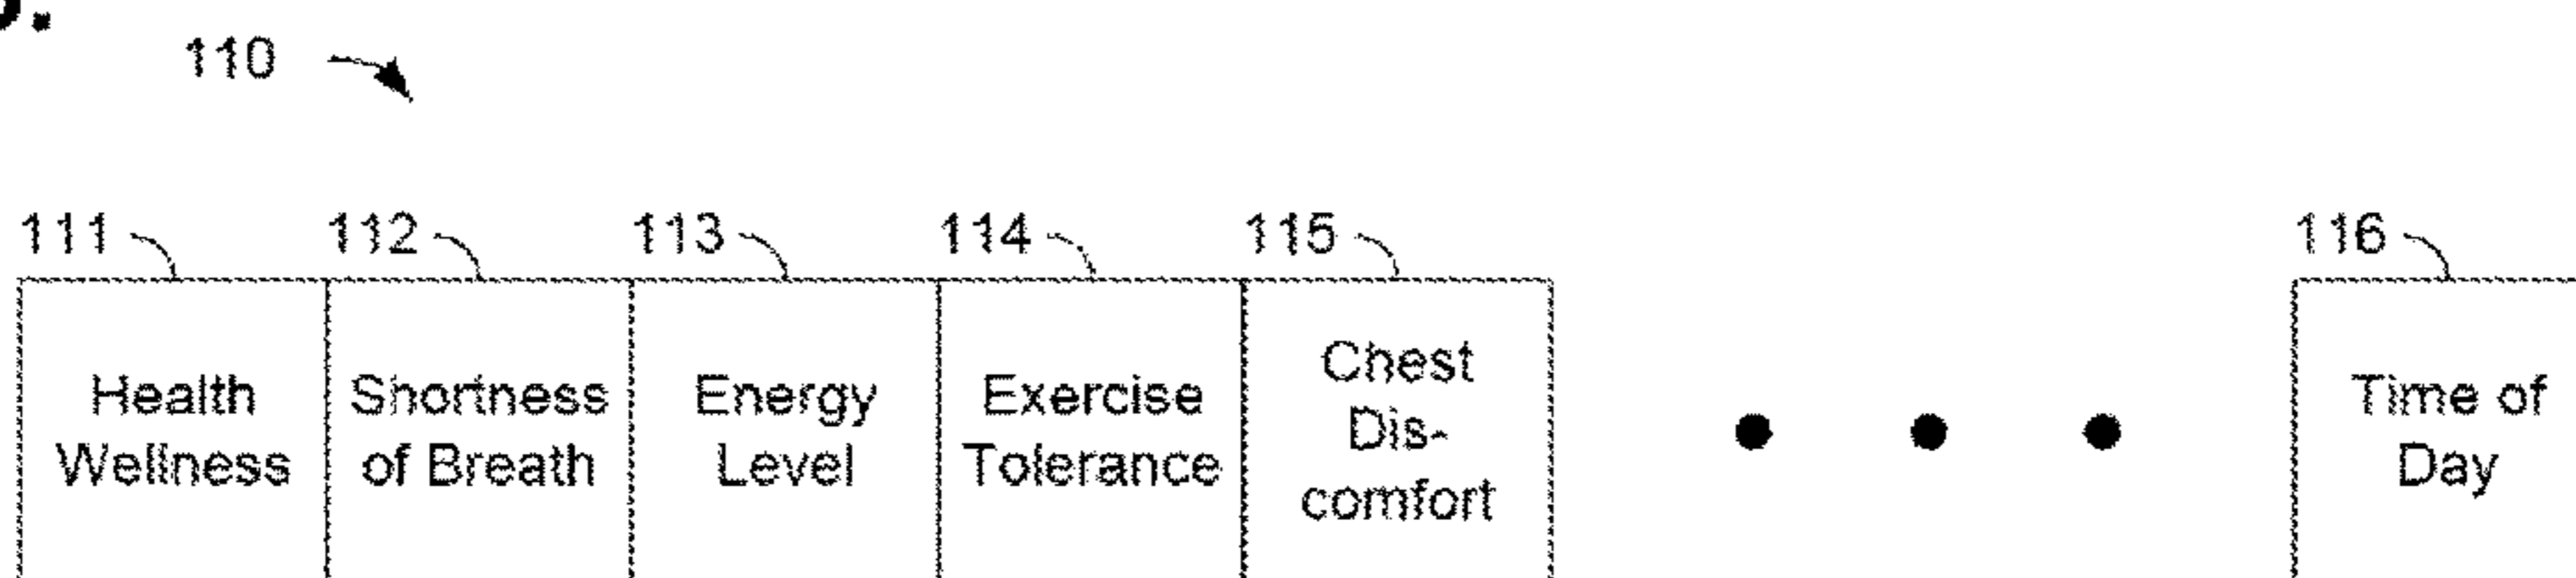 110
111 112 113 114 115 116
Health Wellness
Shortness of Breath
Energy Level
Exercise Tolerance
Chest Dis-comfort
Time of Day